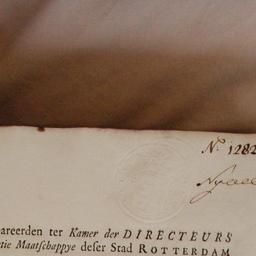 Nº 1282
areerden ter Kamer der DIRECTEURS
tie Maatſchappye deſer Stad ROTTERDAM